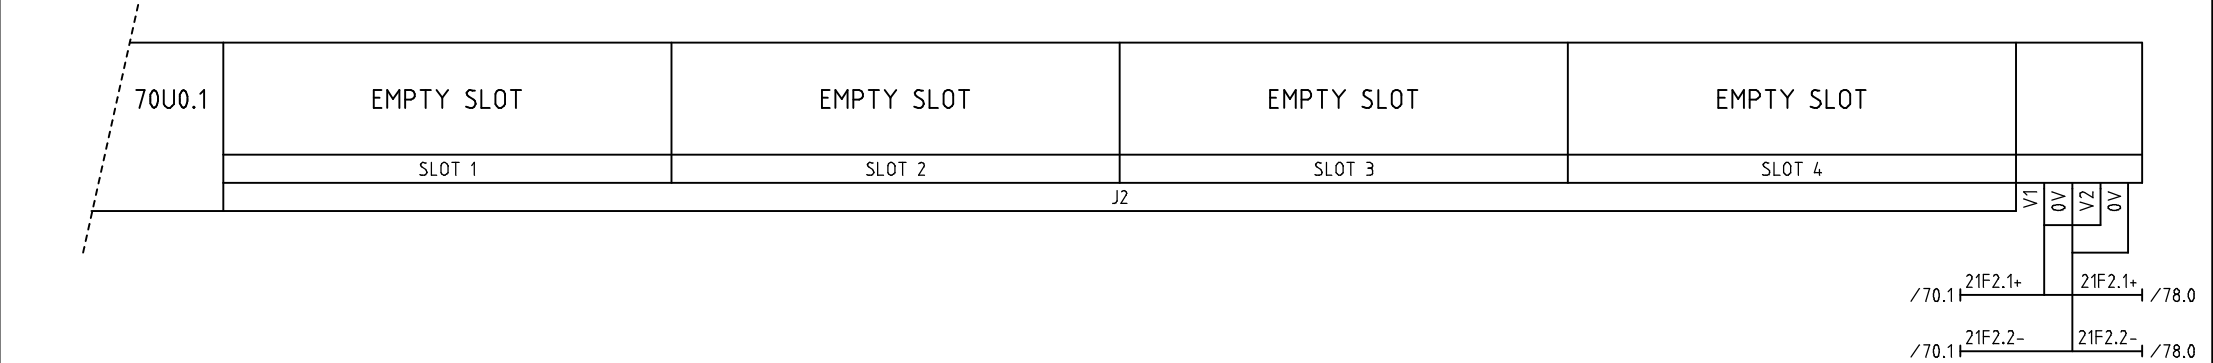 70U0.1 EMPTY SLOT EMPTY SLOT EMPTY SLOT EMPTY SLOT
SLOT 1 SLOT 2 SLOT 3 SLOT 4
J2
V1 0V V2 0V
/70.1 21F2.1+ 21F2.1+ /78.0
/70.1 21F2.2- 21F2.2- /78.0